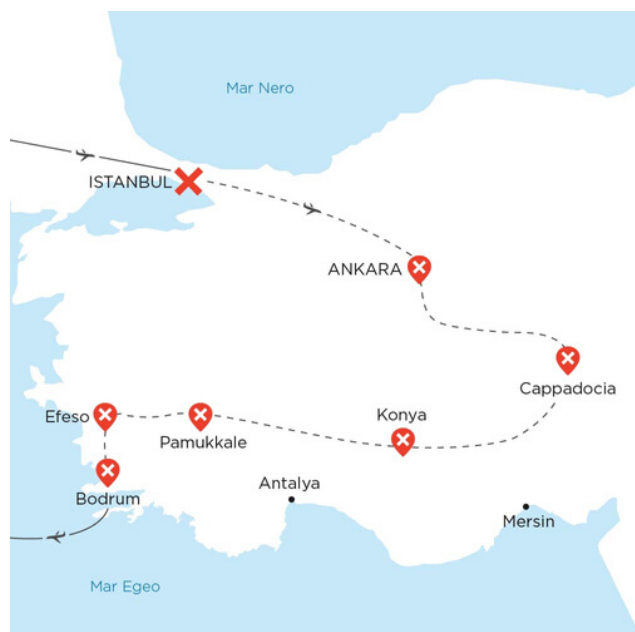 Mar Nero
ISTANBUL
ANKARA
Cappadocia
Efeso
Konya
Pamukkale
Bodrum
Antalya
Mersin
Mar Egeo